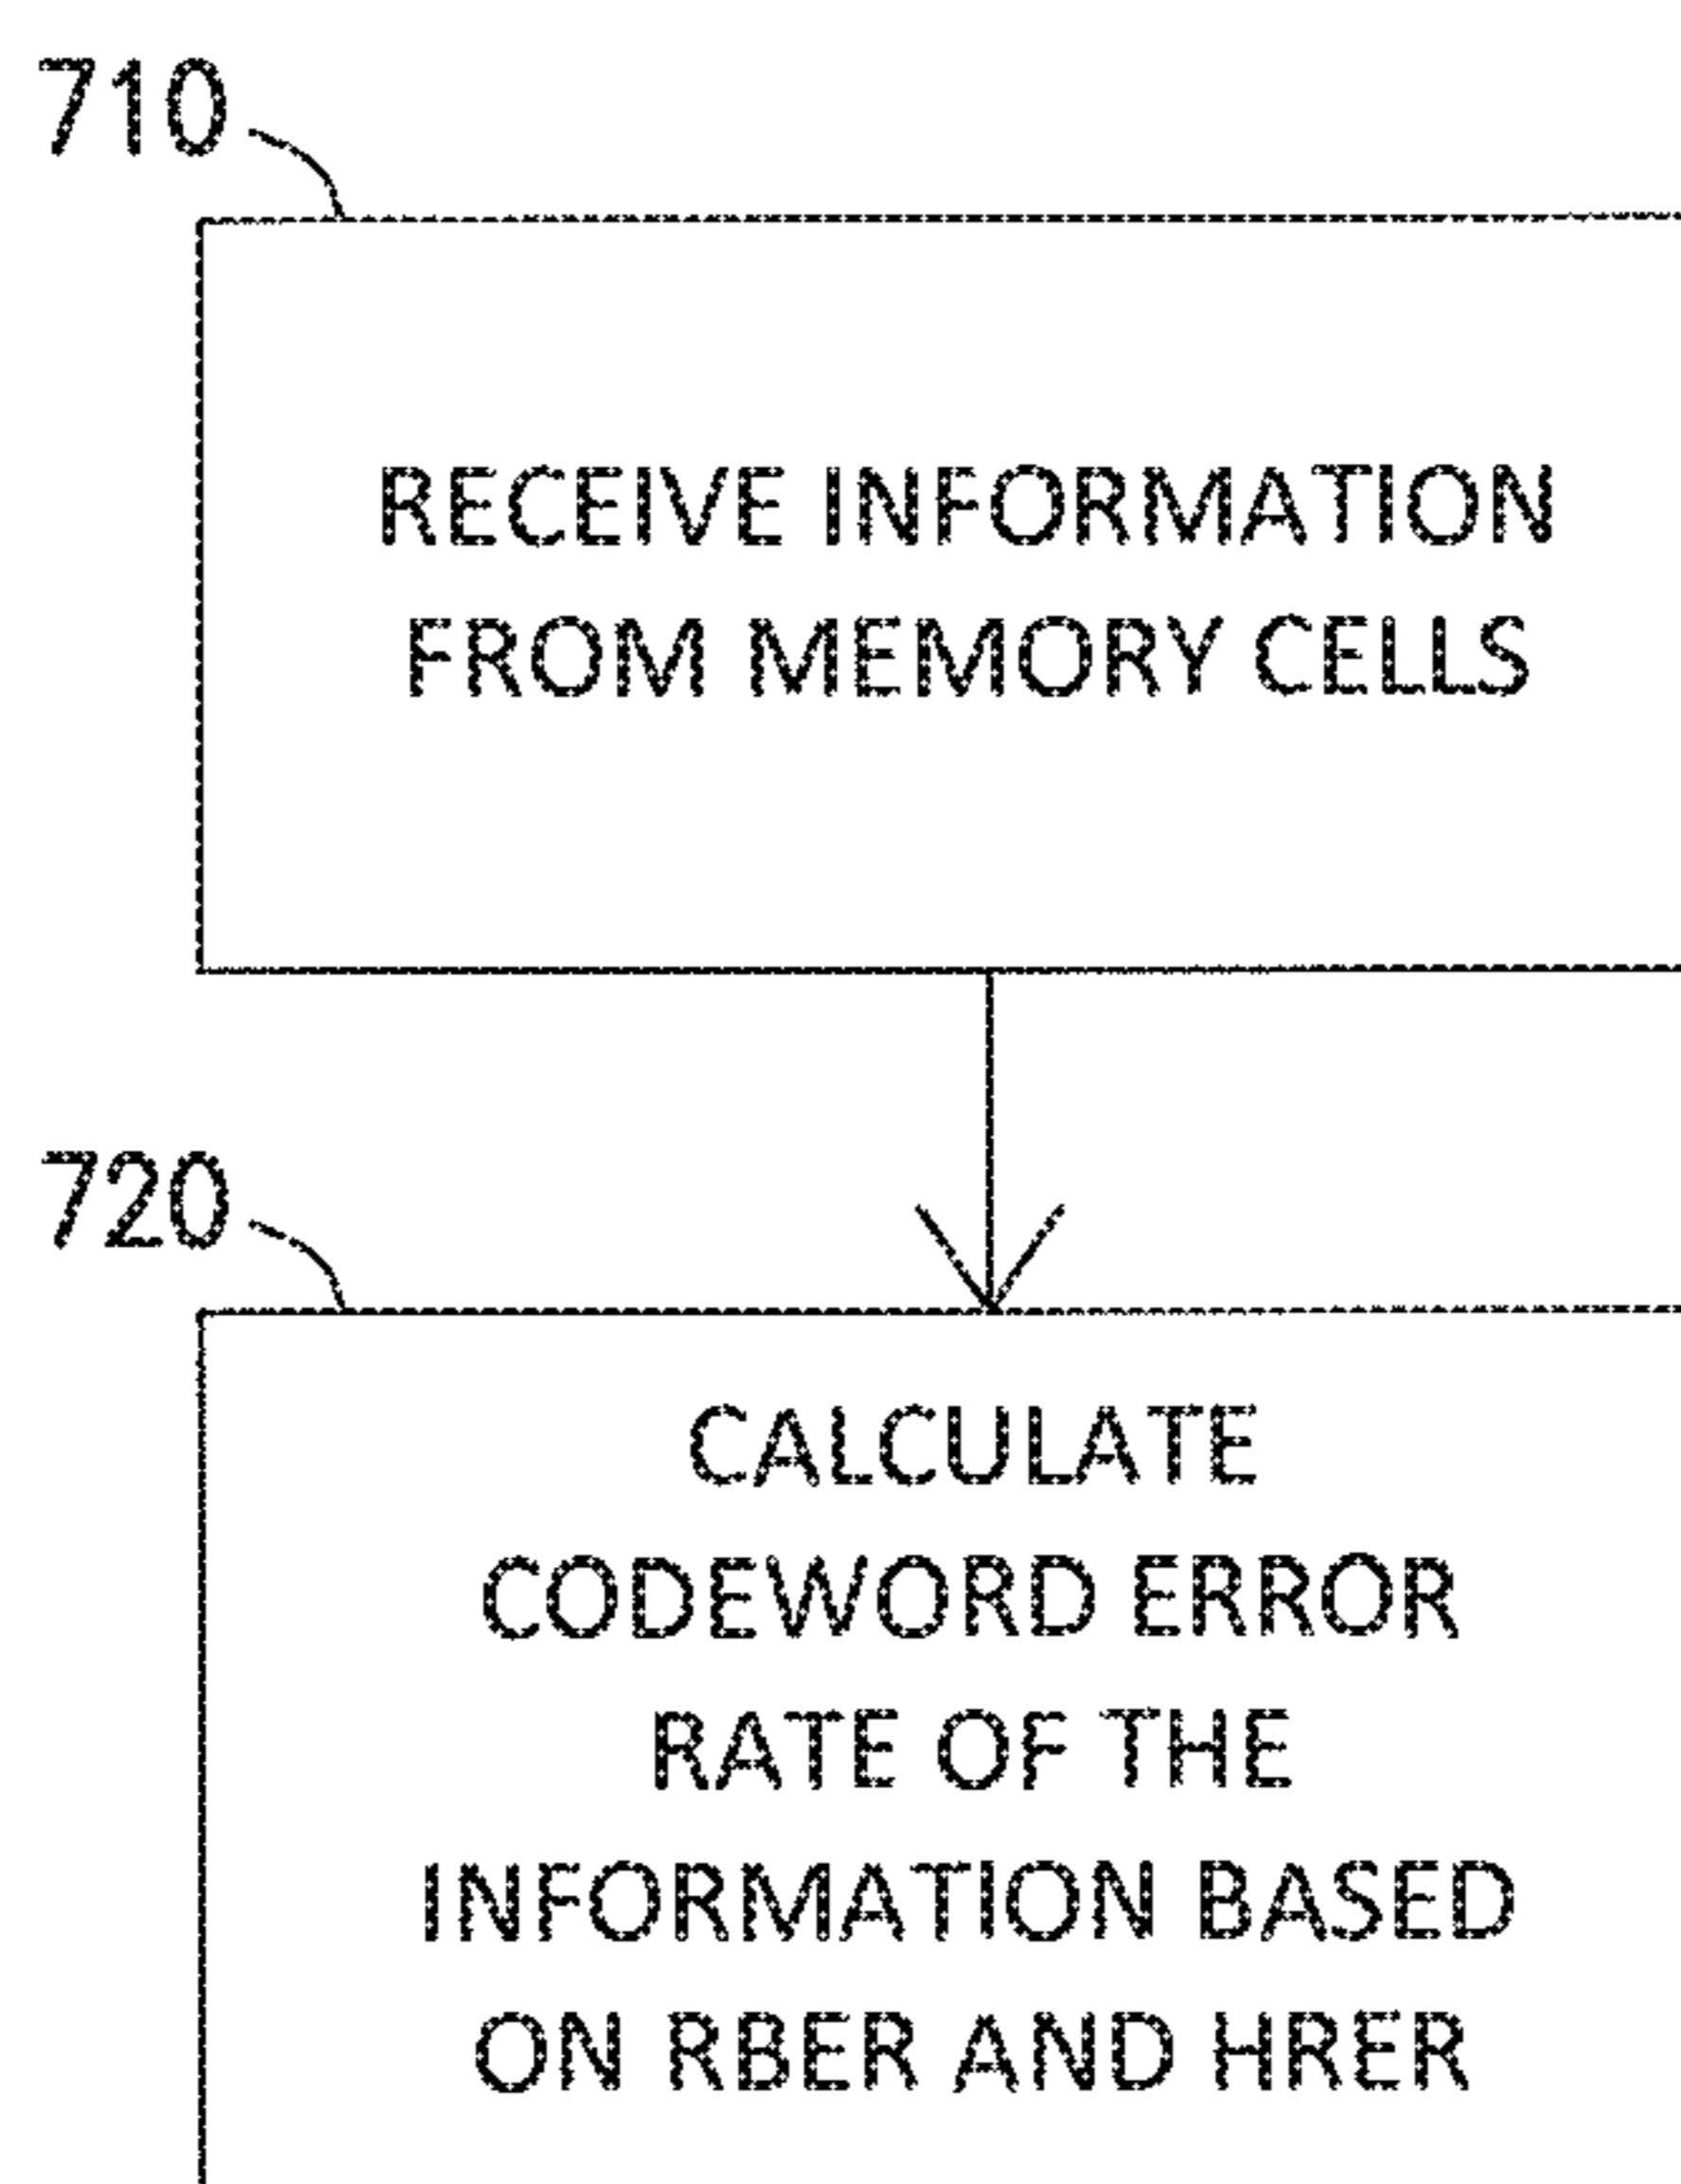 710
RECEIVE INFORMATION
FROM MEMORY CELLS
720
CALCULATE
CODEWORD ERROR
RATE OF THE
INFORMATION BASED
ON RBER AND HRER